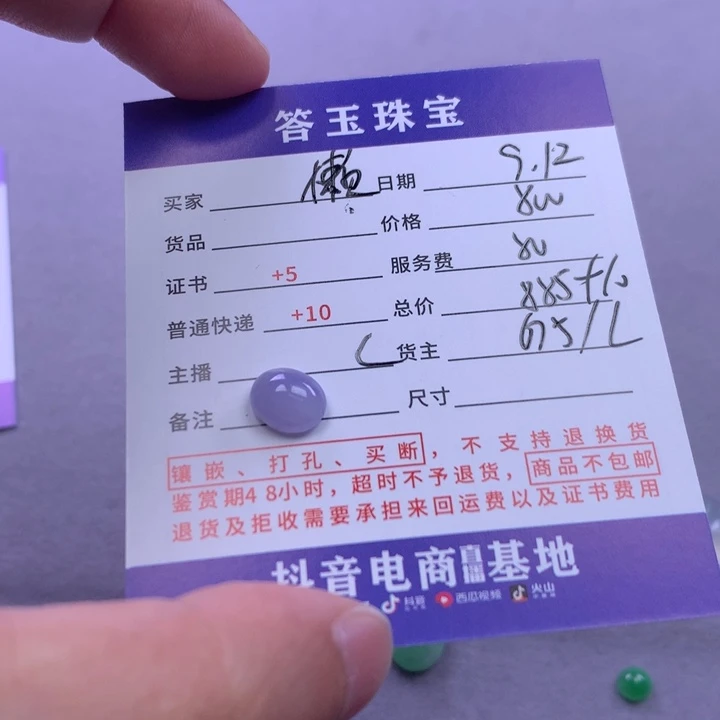 答玉珠宝
买家 懒 日期 9.12
货品 价格 800
证书 +5 服务费 80
普通快递 +10 总价 885+10
主播 C 货主
备注 尺寸
镶嵌、打孔、买断，不支持退换货
鉴赏期48小时，超时不予退货，商品不包邮
退货及拒收需要承担来回运费以及证书费用
抖音电商直播基地
抖音 西瓜视频 火山